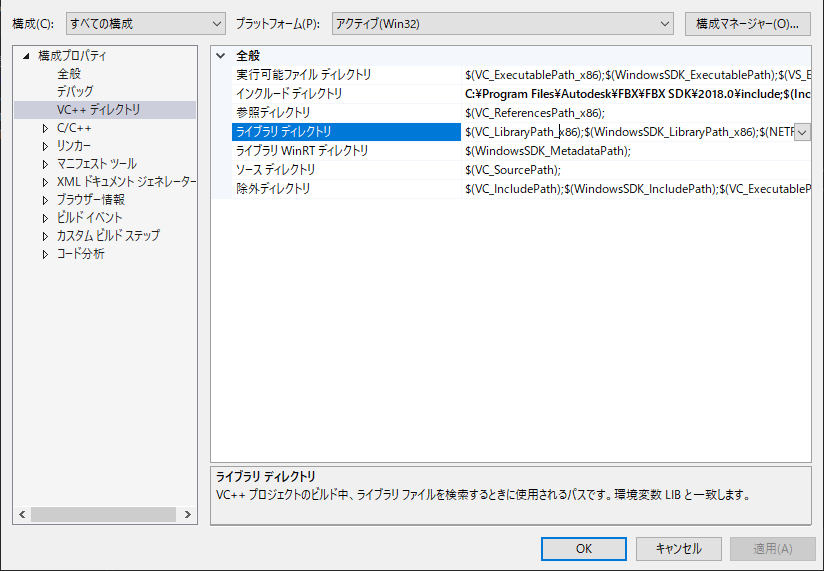 構成(C): すべての構成 プラットフォーム(P): アクティブ(Win32) 構成マネージャー(O)...
構成プロパティ
全般
デバッグ
VC++ ディレクトリ
C/C++
リンカー
マニフェスト ツール
XML ドキュメント ジェネレーター
ブラウザー情報
ビルド イベント
カスタム ビルド ステップ
コード分析
全般
実行可能ファイル ディレクトリ $(VC_ExecutablePath_x86);$(WindowsSDK_ExecutablePath);$(VS_E
インクルード ディレクトリ C:¥Program Files¥Autodesk¥FBX¥FBX SDK¥2018.0¥include;$(Inc
参照ディレクトリ $(VC_ReferencesPath_x86);
ライブラリ ディレクトリ $(VC_LibraryPath_x86);$(WindowsSDK_LibraryPath_x86);$(NETF
ライブラリ WinRT ディレクトリ $(WindowsSDK_MetadataPath);
ソース ディレクトリ $(VC_SourcePath);
除外ディレクトリ $(VC_IncludePath);$(WindowsSDK_IncludePath);$(VC_ExecutableP
ライブラリ ディレクトリ
VC++ プロジェクトのビルド中、ライブラリ ファイルを検索するときに使用されるパスです。環境変数 LIB と一致します。
OK キャンセル 適用(A)